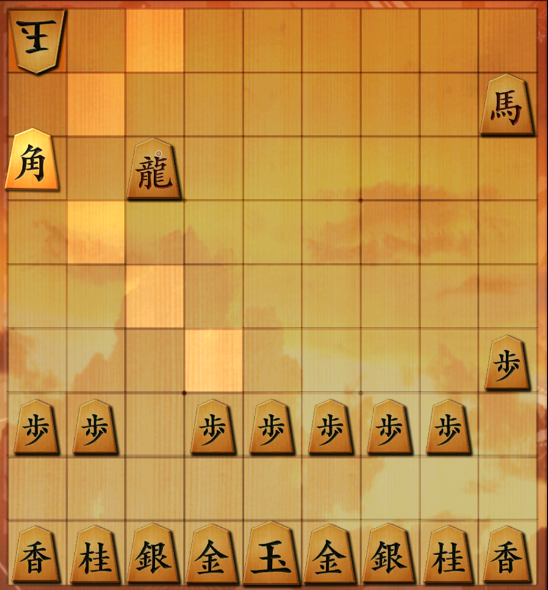 王
馬
角 龍
歩
歩 歩 歩 歩 歩 歩 歩
香 桂 銀 金 玉 金 銀 桂 香